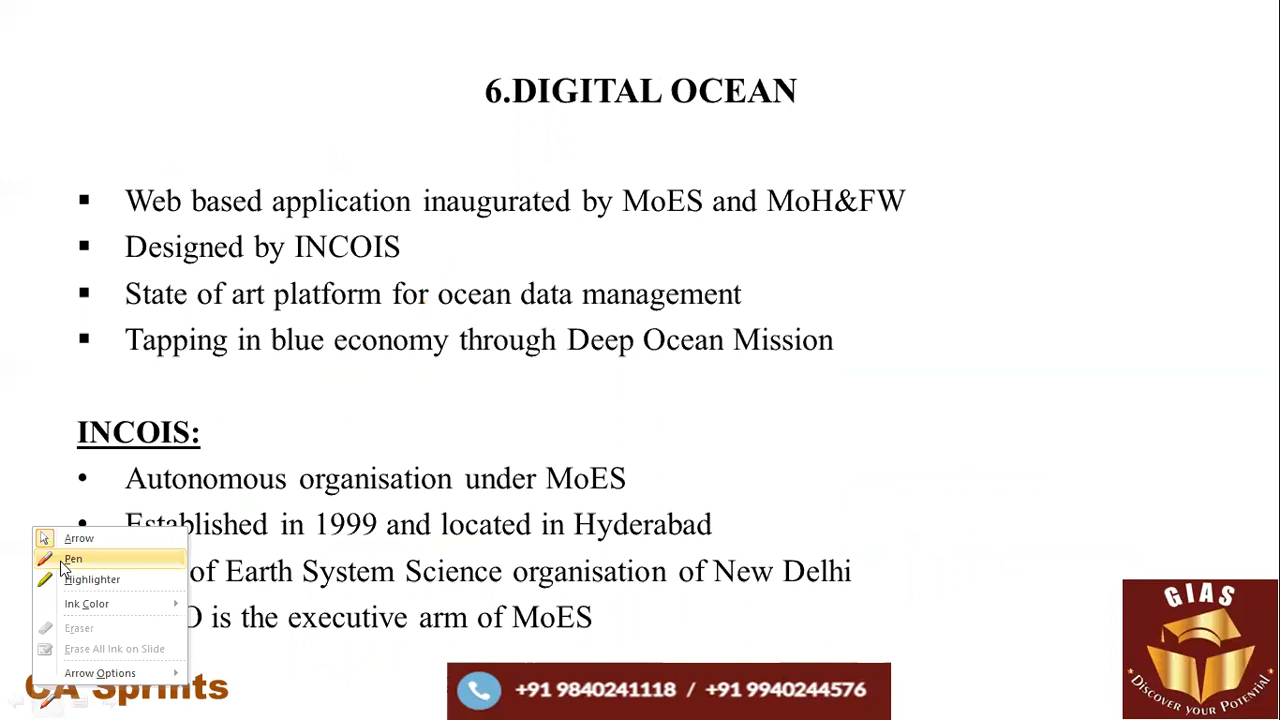 6.DIGITAL OCEAN
▪ Web based application inaugurated by MoES and MoH&FW
▪ Designed by INCOIS
▪ State of art platform for ocean data management
▪ Tapping in blue economy through Deep Ocean Mission
INCOIS:
• Autonomous organisation under MoES
• Established in 1999 and located in Hyderabad
of Earth System Science organisation of New Delhi
is the executive arm of MoES
Arrow
Pen
Highlighter
Ink Color
Eraser
Erase All Ink on Slide
Arrow Options
CA Sprints
+91 9840241118 / +91 9940244576
GIAS
DISCOVER YOUR POTENTIAL